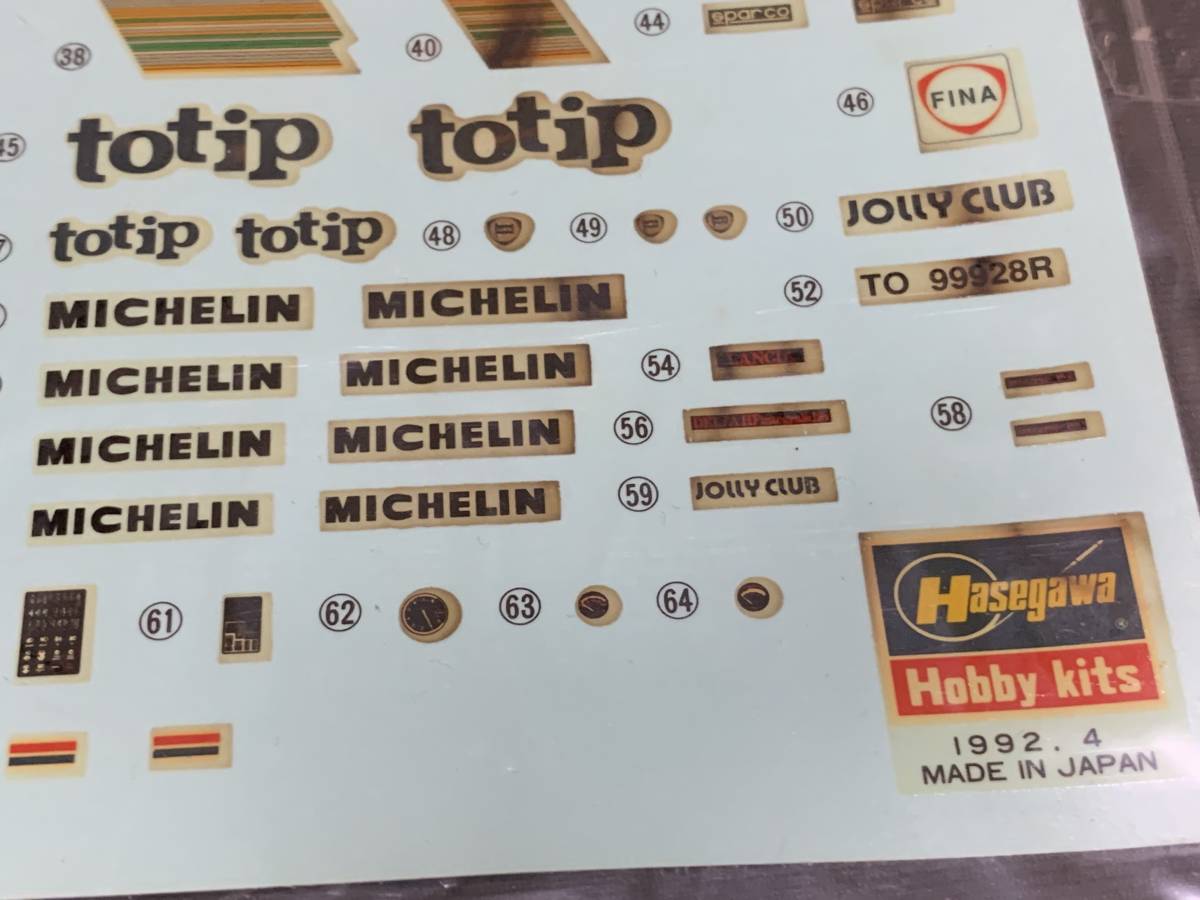 38
40
44
sparco
sparco
45
totip
totip
46
FINA
totip
totip
48
49
50
JOLLY CLUB
MICHELIN
MICHELIN
52
TO 99928R
MICHELIN
MICHELIN
54
MICHELIN
MICHELIN
56
58
MICHELIN
MICHELIN
59
JOLLY CLUB
61
62
63
64
Hasegawa
®
Hobby kits
1992. 4
MADE IN JAPAN